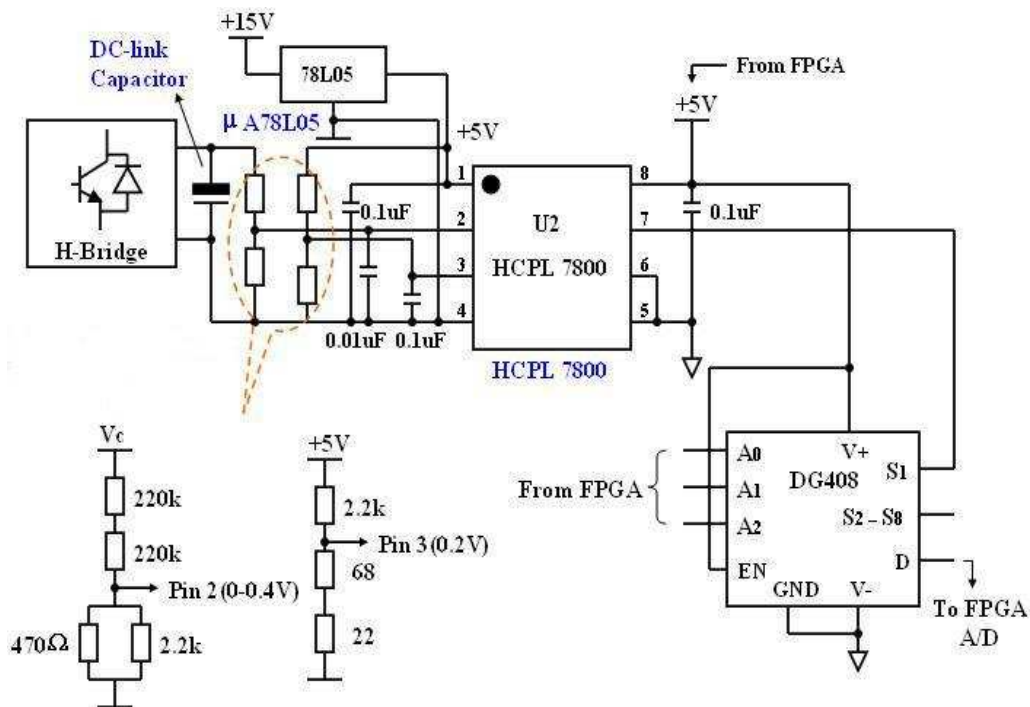 +15V
DC-link
Capacitor
78L05
From FPGA
μA78L05
+5V
+5V
1
8
0.1uF
0.1uF
2
U2
7
H-Bridge
3
HCPL 7800
6
4
5
0.01uF
0.1uF
HCPL 7800
Vc
+5V
A0
V+
S1
220k
2.2k
From FPGA
A1
DG408
Pin 3 (0.2V)
A2
S2 - S8
220k
68
EN
D
Pin 2 (0-0.4V)
GND
V-
22
To FPGA
A/D
470Ω
2.2k